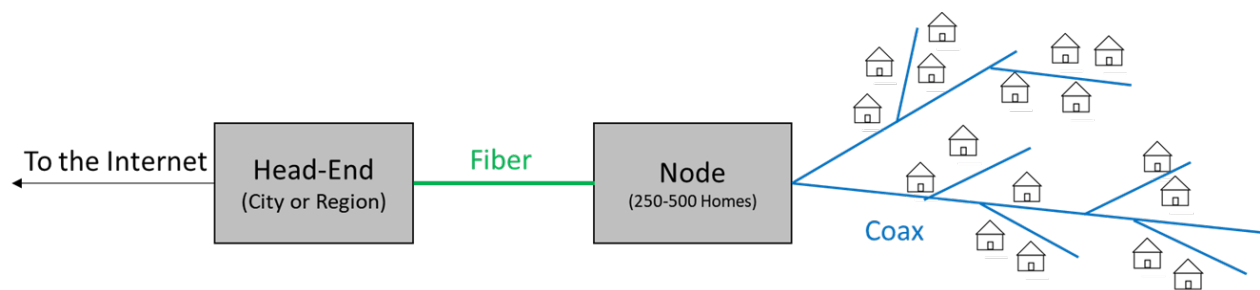 To the Internet
Head-End
(City or Region)
Fiber
Node
(250-500 Homes)
Coax